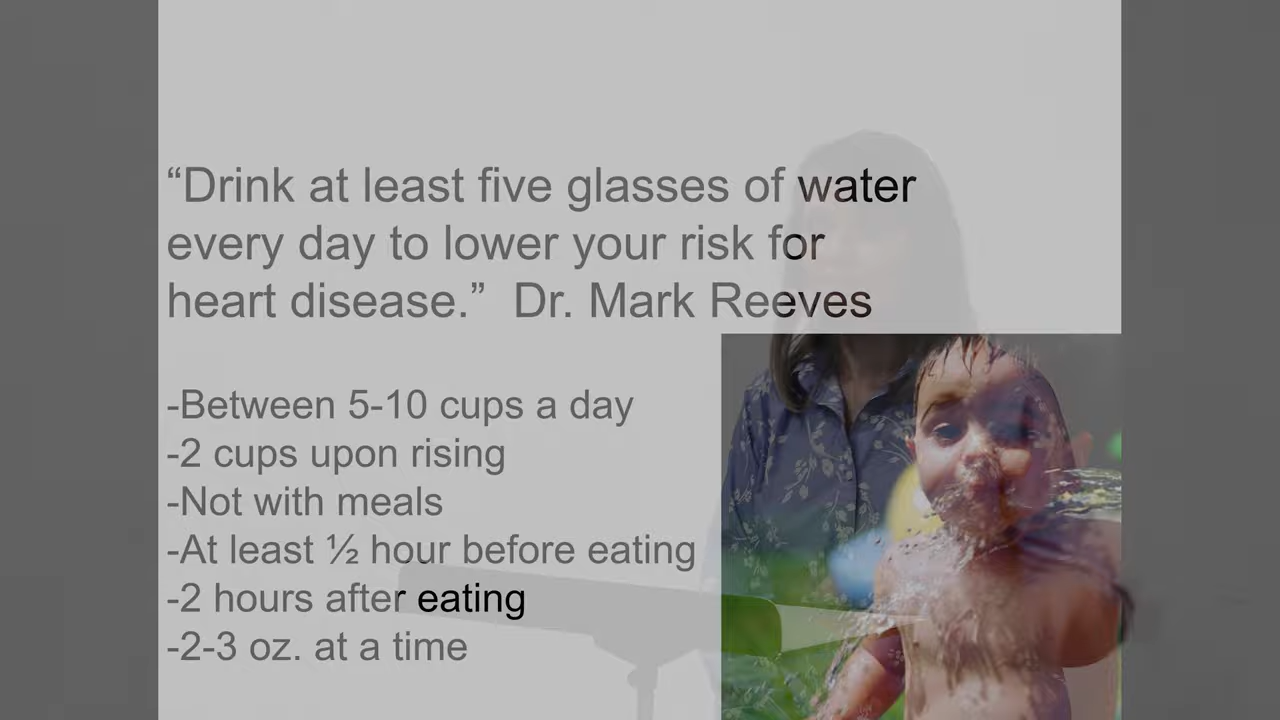 “Drink at least five glasses of water
every day to lower your risk for
heart disease.”  Dr. Mark Reeves
-Between 5-10 cups a day
-2 cups upon rising
-Not with meals
-At least ½ hour before eating
-2 hours after eating
-2-3 oz. at a time